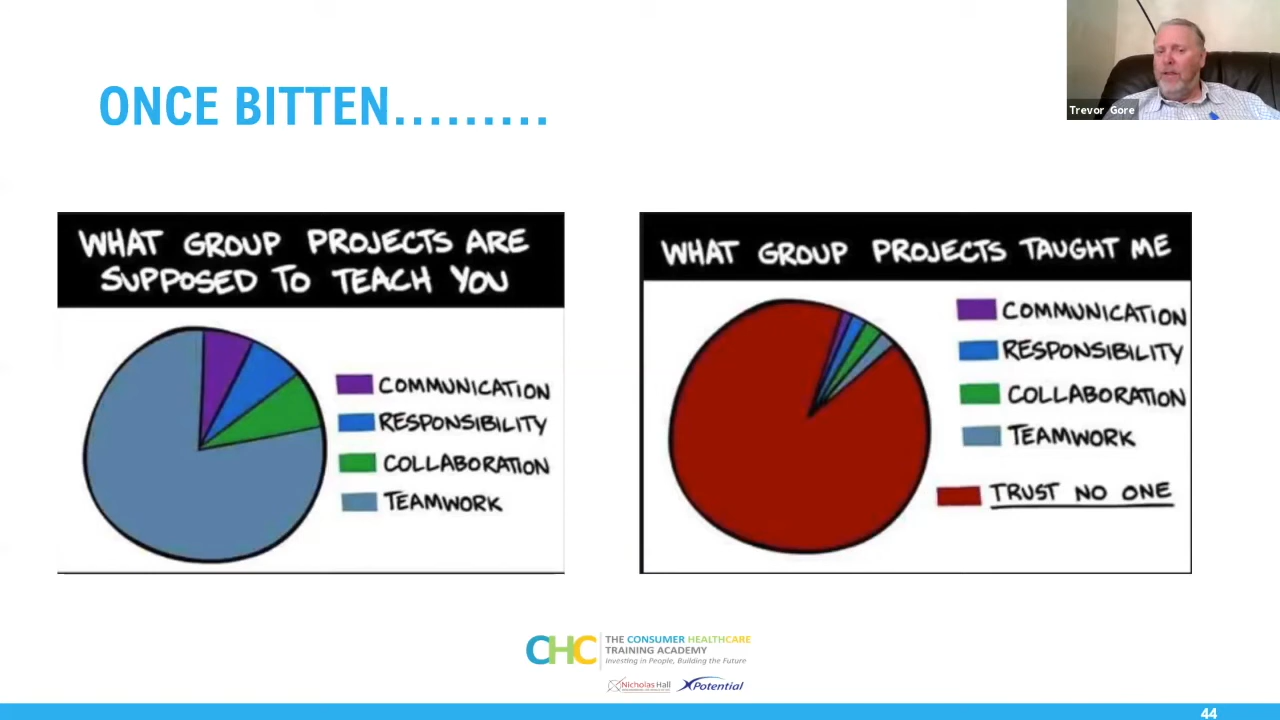 Trevor Gore
ONCE BITTEN.........
WHAT GROUP PROJECTS ARE
SUPPOSED TO TEACH YOU
COMMUNICATION
RESPONSIBILITY
COLLABORATION
TEAMWORK
WHAT GROUP PROJECTS TAUGHT ME
COMMUNICATION
RESPONSIBILITY
COLLABORATION
TEAMWORK
TRUST NO ONE
CHC
THE CONSUMER HEALTHCARE
TRAINING ACADEMY
Investing in People, Building the Future
Nicholas Hall
XPotential
44